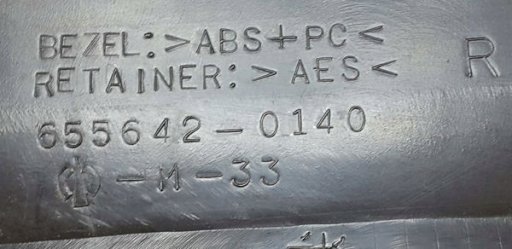 BEZEL:>ABS+PC<
RETAINER:>AES<
R
655642-0140
-M-33